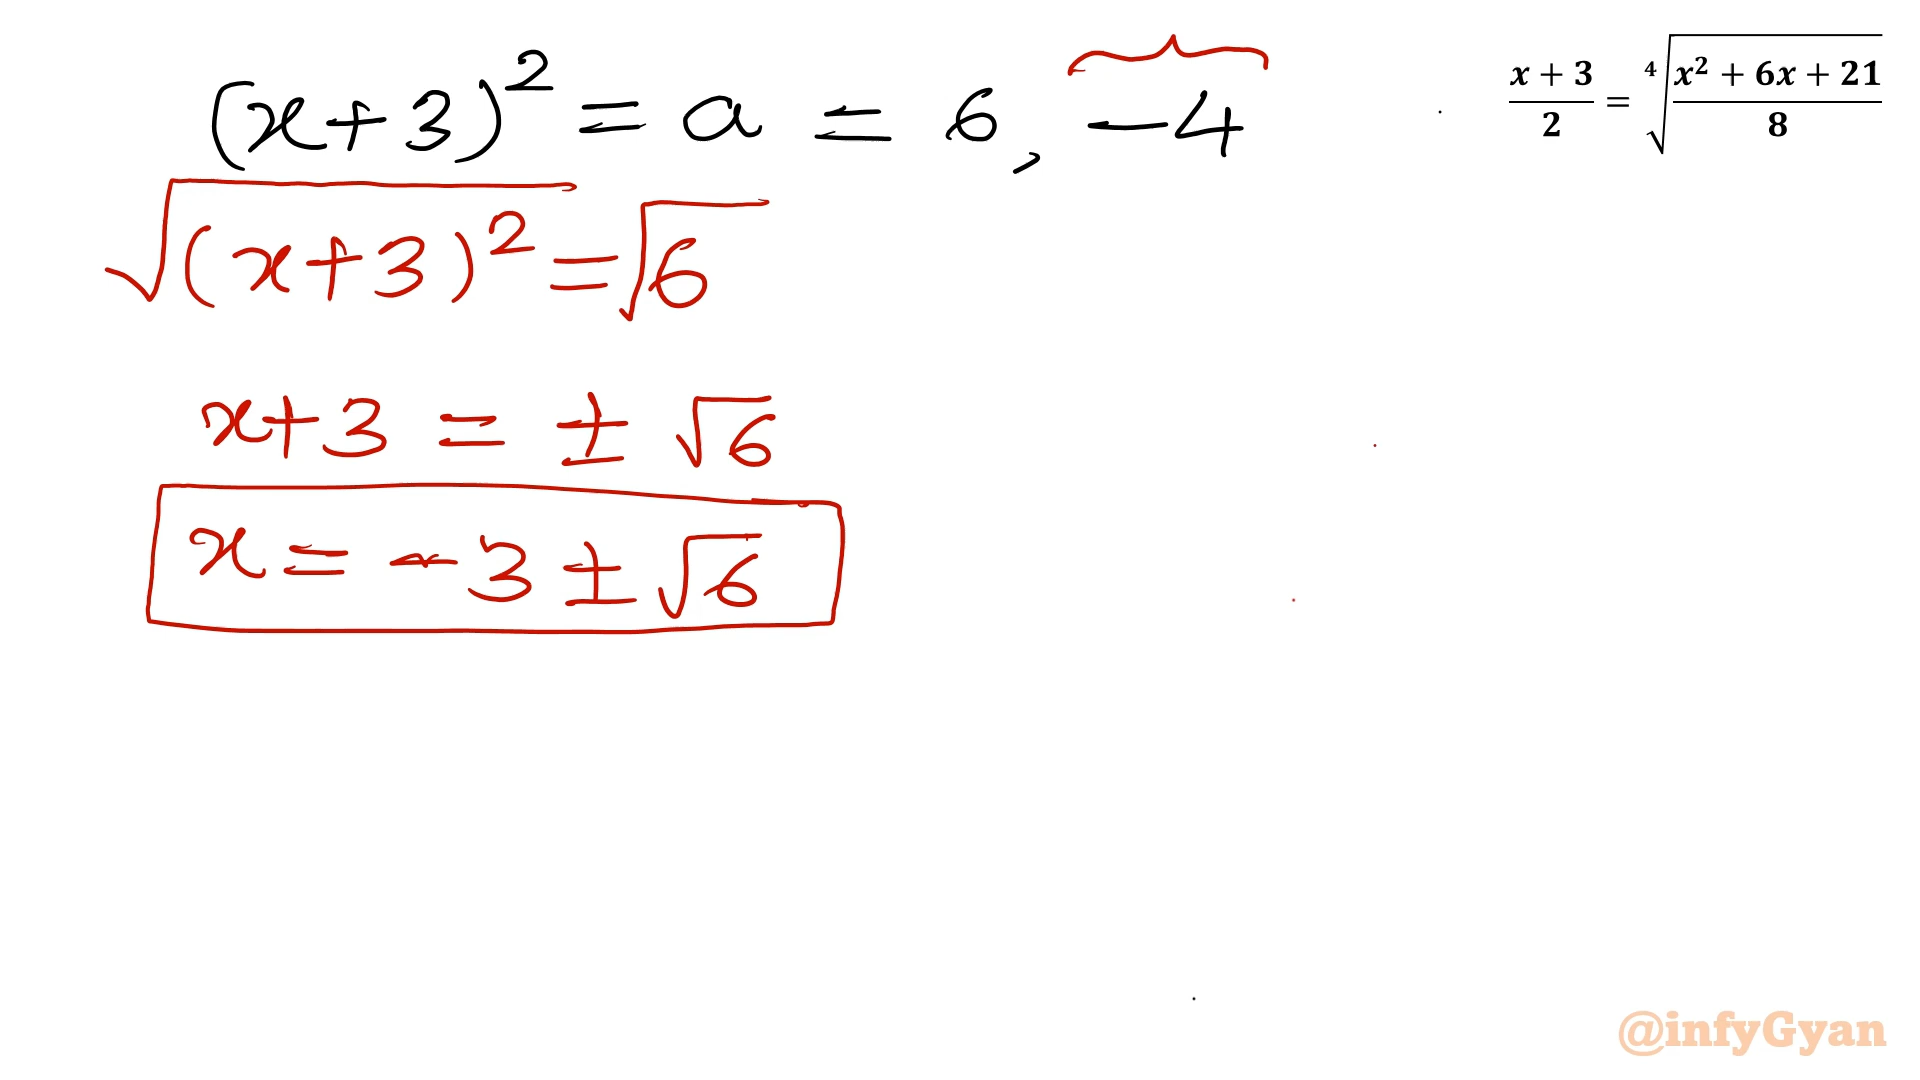 (x+3)² = a = 6, -4
x + 3 / 2 = ⁴√(x² + 6x + 21 / 8)
√(x+3)² = √6
x+3 = ± √6
x = -3 ± √6
@infyGyan